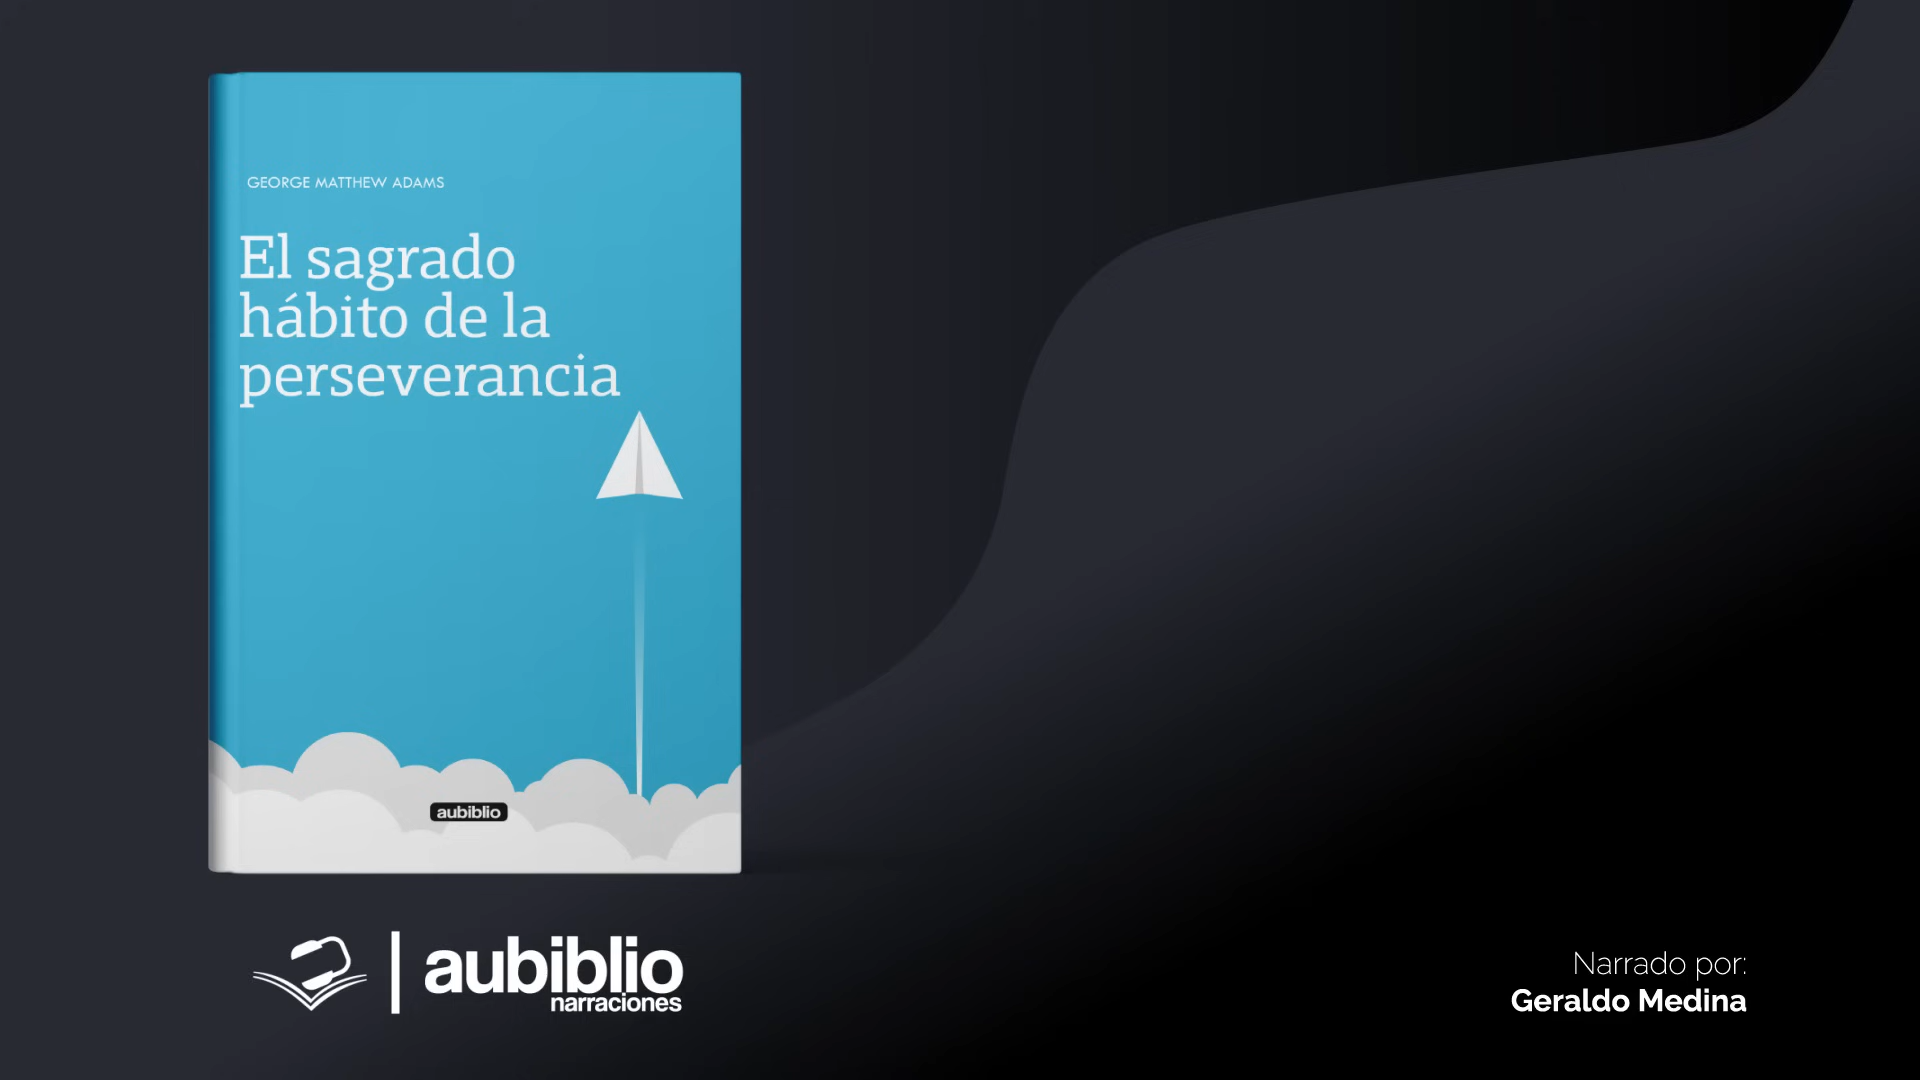 GEORGE MATTHEW ADAMS
El sagrado
hábito de la
perseverancia
aubiblio
aubiblio
narraciones
Narrado por:
Geraldo Medina